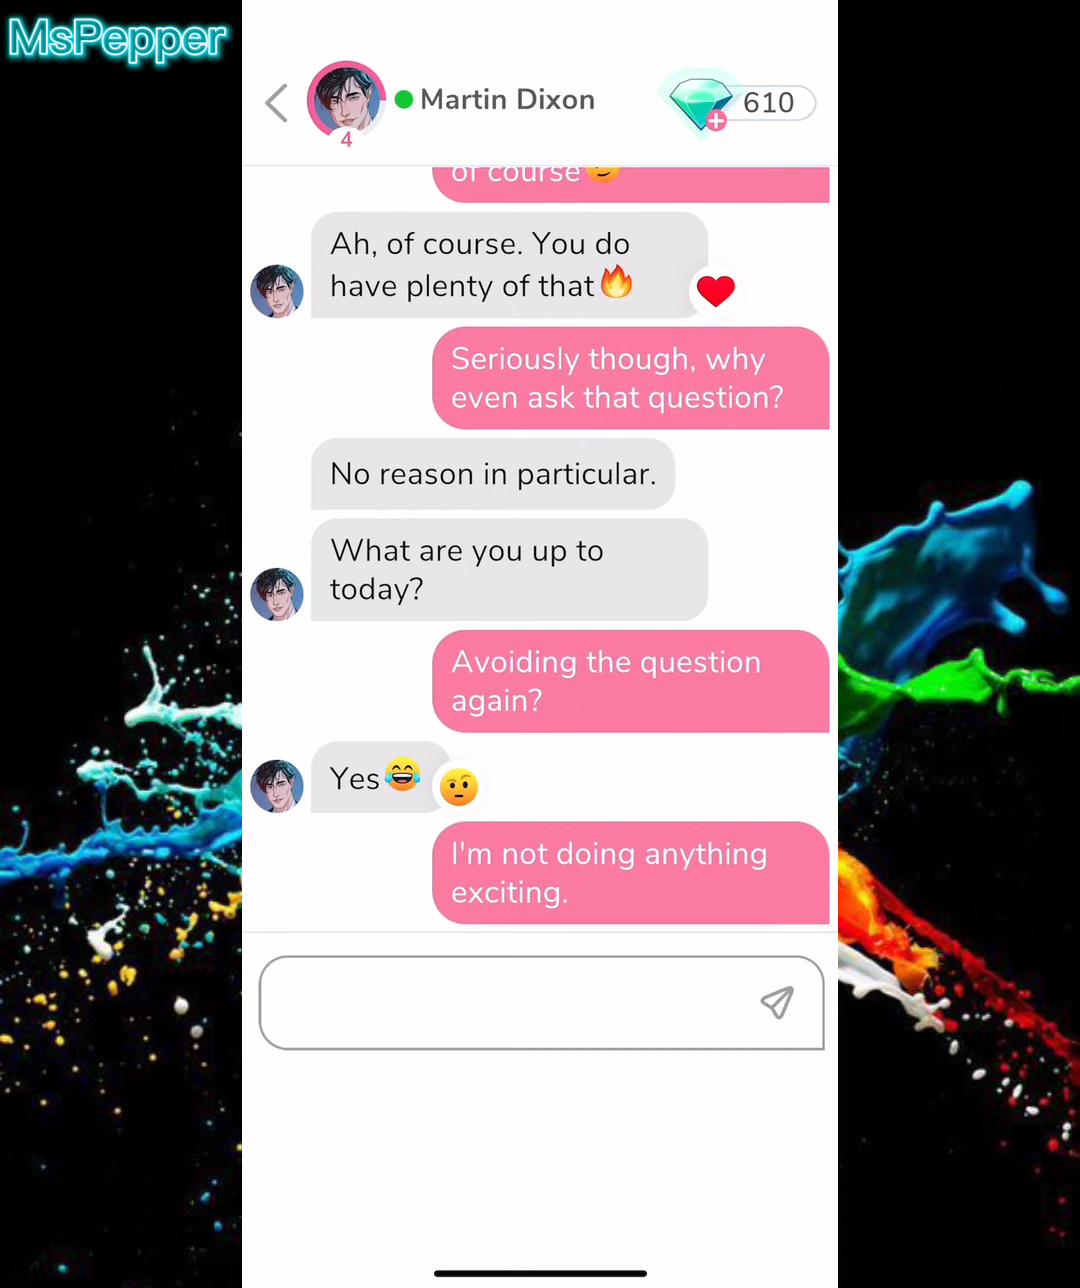 MsPepper
Martin Dixon
610
4
of course😏
Ah, of course. You do
have plenty of that🔥
Seriously though, why
even ask that question?
No reason in particular.
What are you up to
today?
Avoiding the question
again?
Yes😂
I'm not doing anything
exciting.